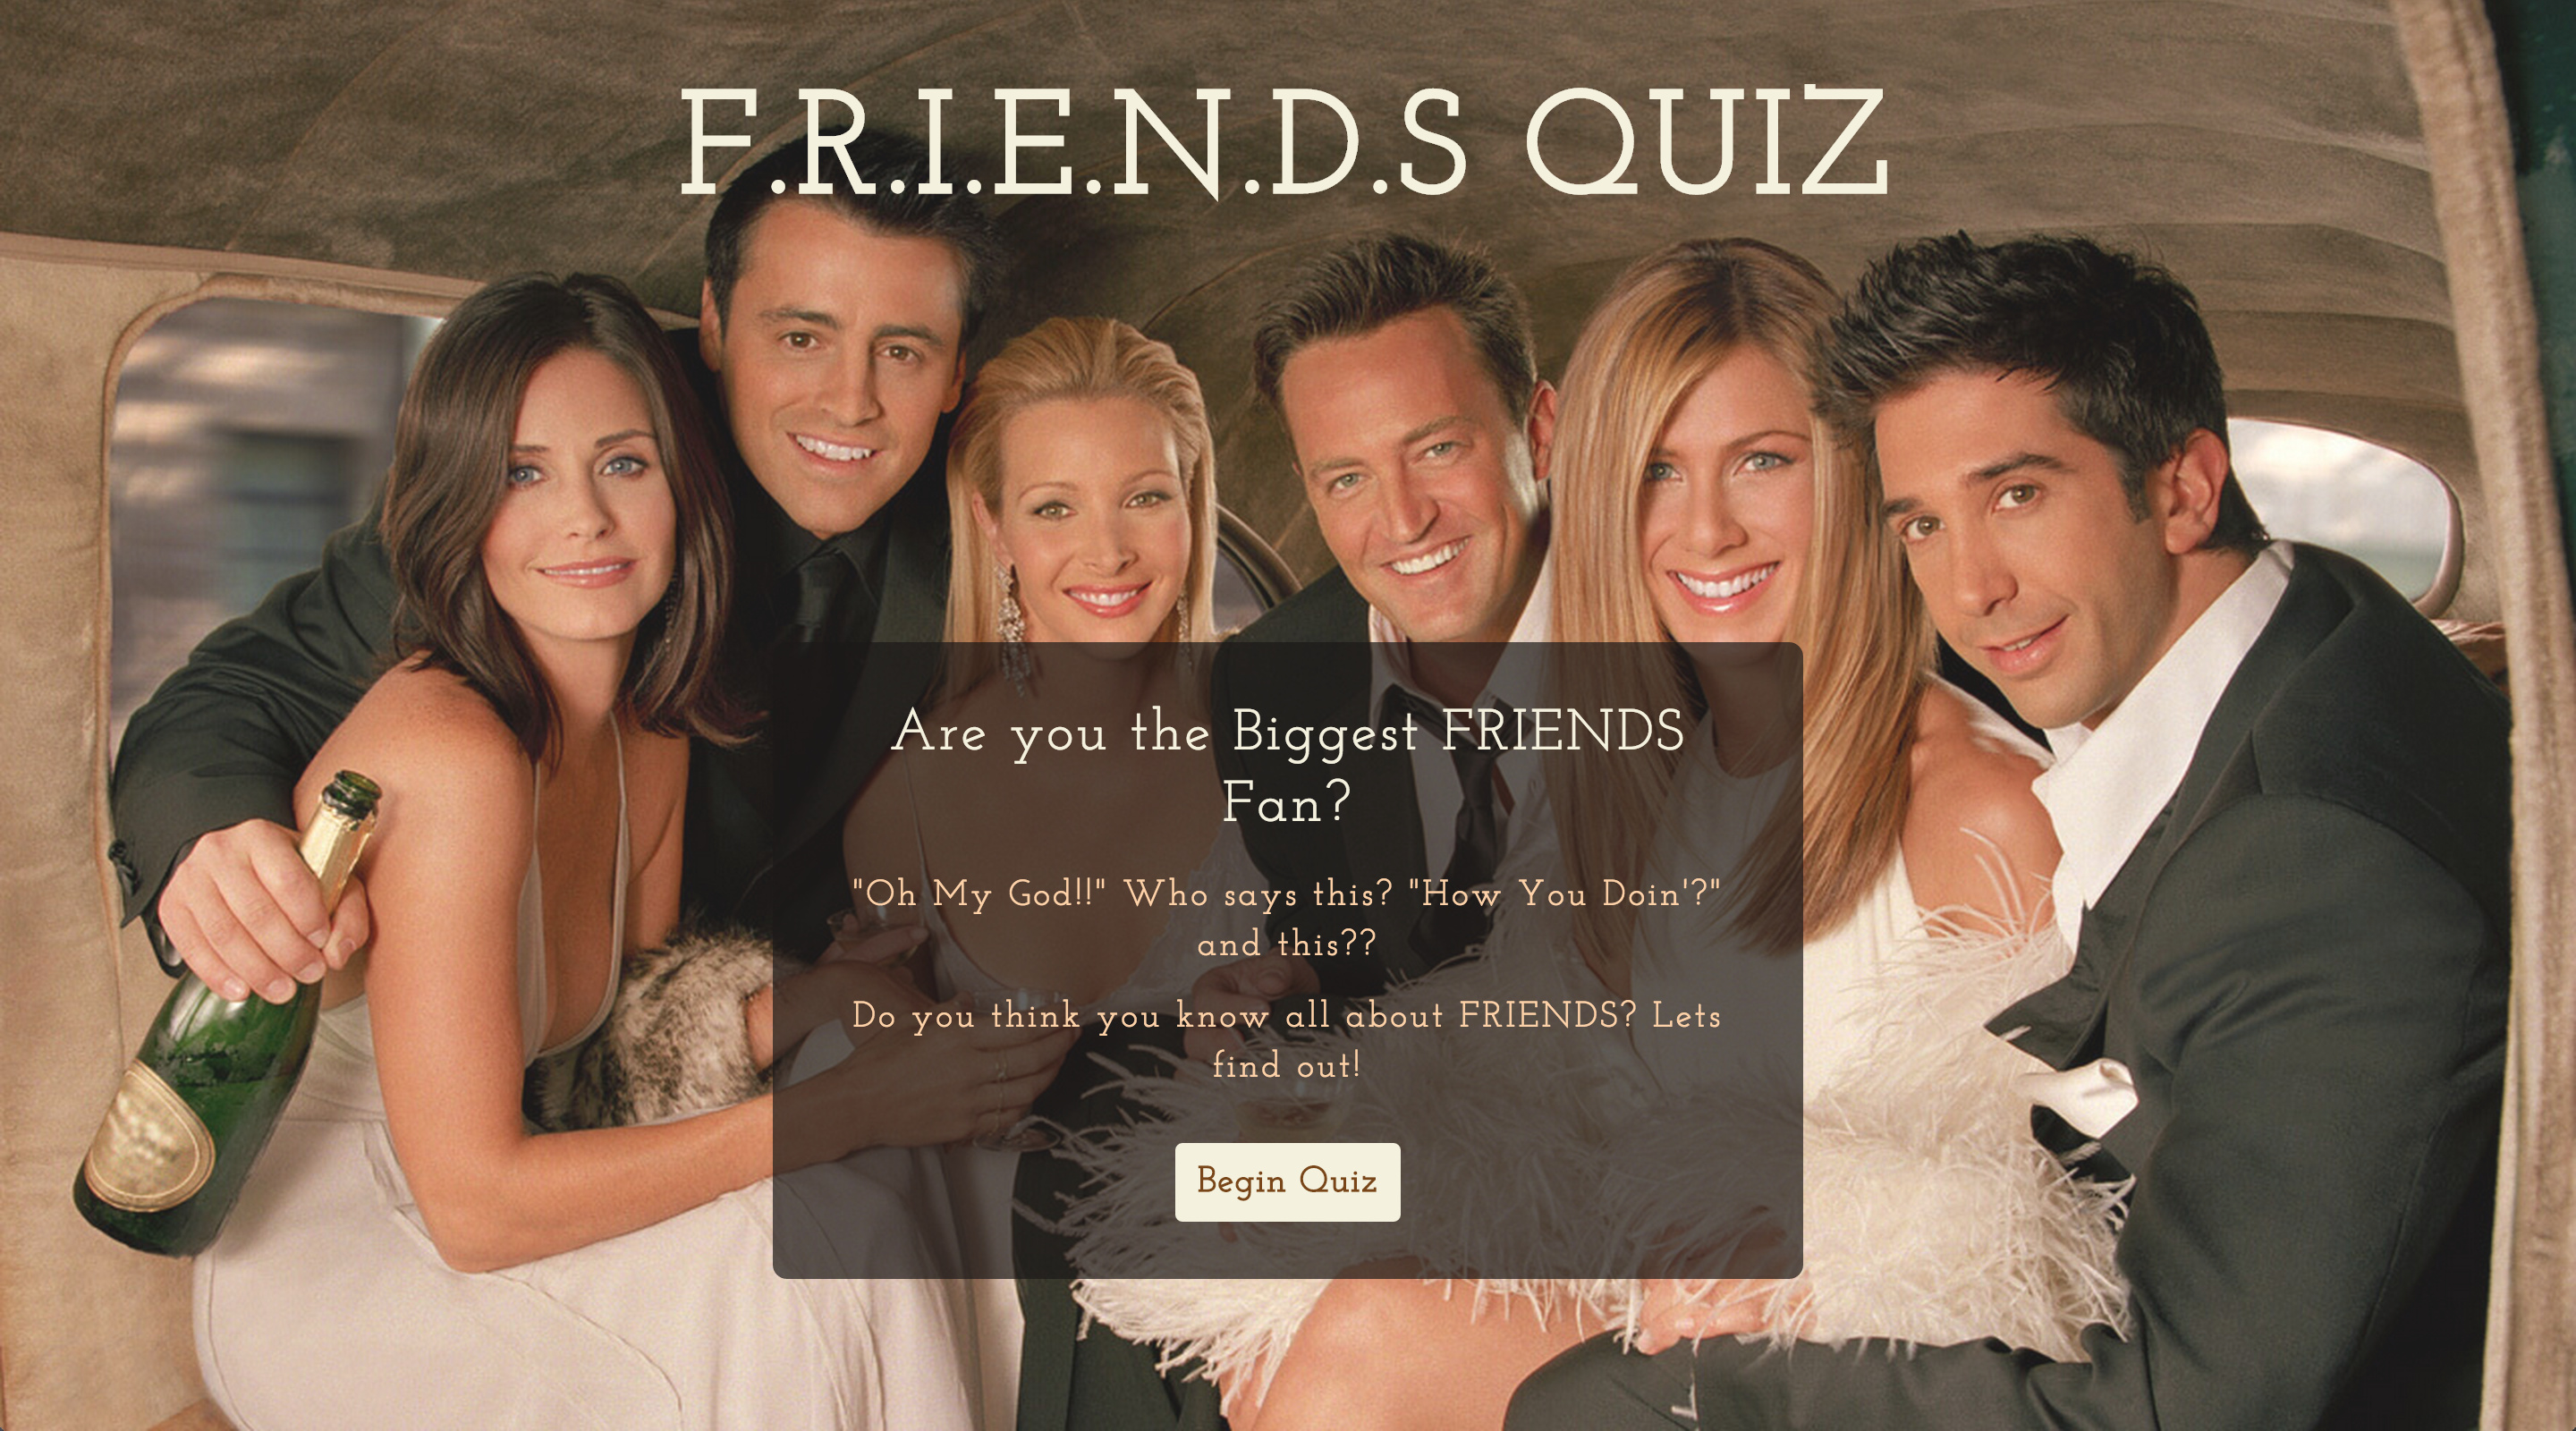 F.R.I.E.N.D.S QUIZ
Are you the Biggest FRIENDS
Fan?
"Oh My God!!" Who says this? "How You Doin'?"
and this??
Do you think you know all about FRIENDS? Lets
find out!
Begin Quiz